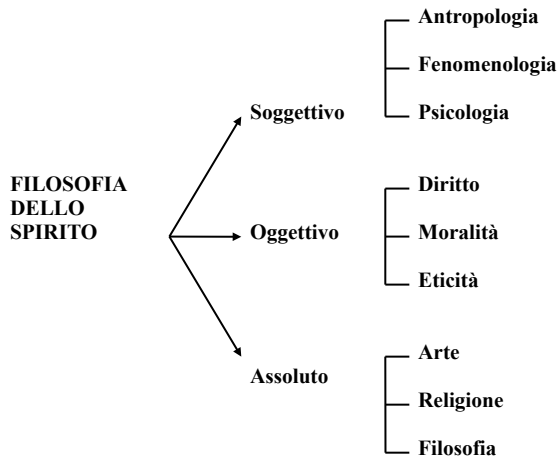 FILOSOFIA
DELLO
SPIRITO
Soggettivo
Antropologia
Fenomenologia
Psicologia
Oggettivo
Diritto
Moralità
Eticità
Assoluto
Arte
Religione
Filosofia